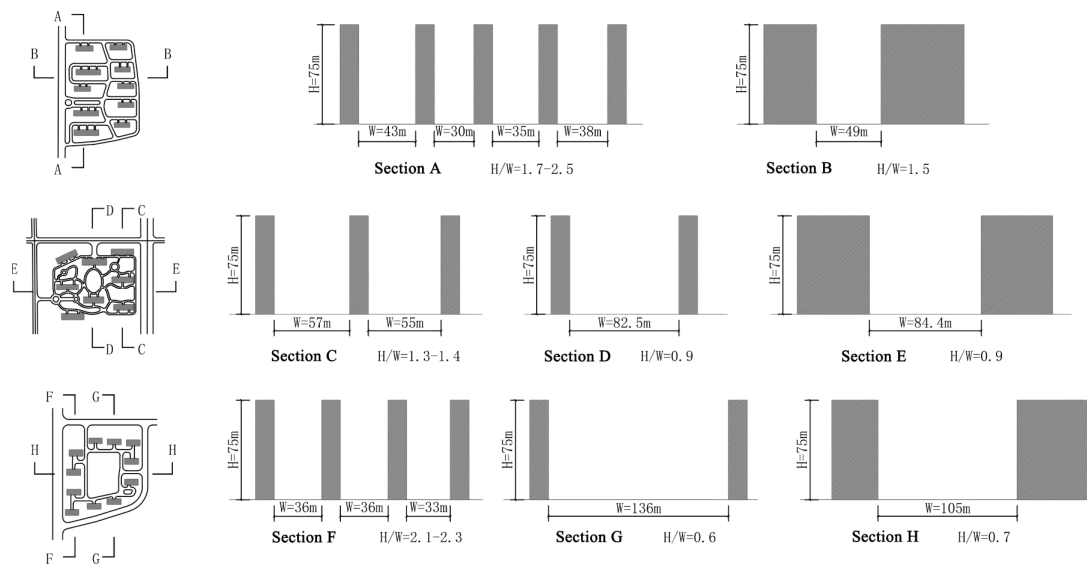 A
B
B
A
H=75m
W=43m
W=30m
W=35m
W=38m
Section A H/W=1.7-2.5
H=75m
W=49m
Section B H/W=1.5
D
C
E
E
D
C
H=75m
W=57m
W=55m
Section C H/W=1.3-1.4
H=75m
W=82.5m
Section D H/W=0.9
H=75m
W=84.4m
Section E H/W=0.9
F
G
H
H
F
G
H=75m
W=36m
W=36m
W=33m
Section F H/W=2.1-2.3
H=75m
W=136m
Section G H/W=0.6
H=75m
W=105m
Section H H/W=0.7